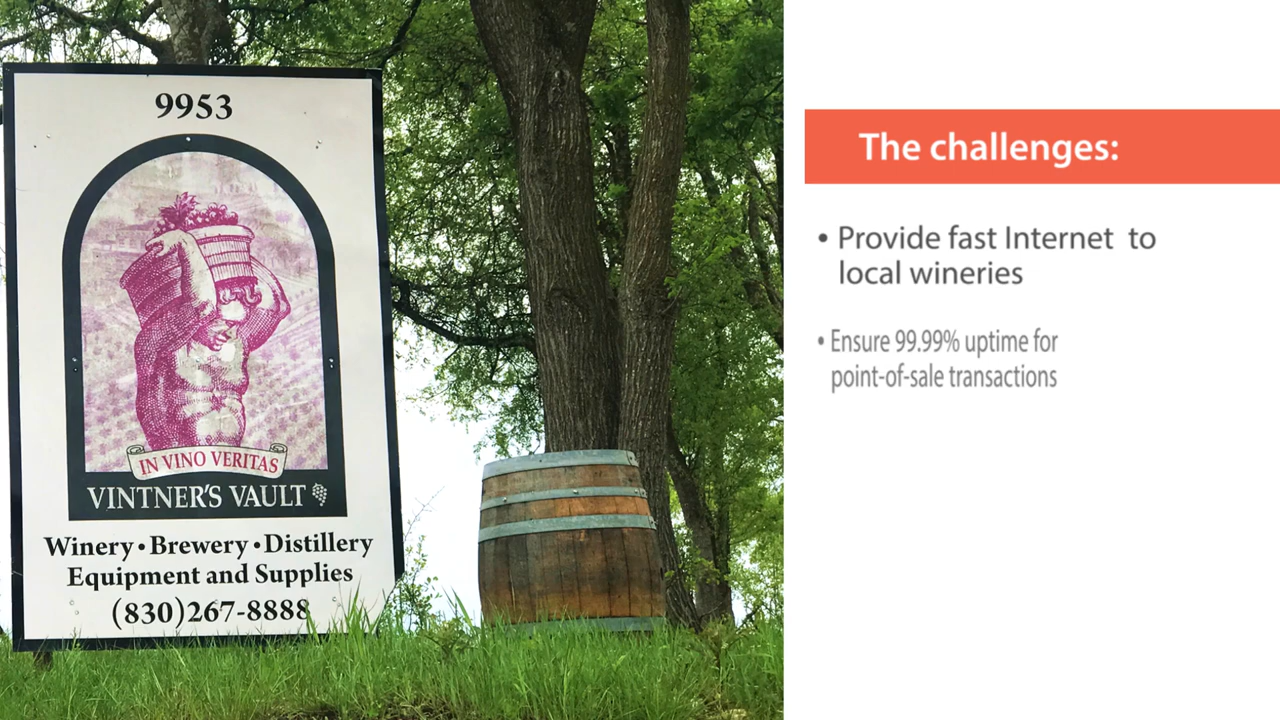 9953
IN VINO VERITAS
VINTNER'S VAULT
Winery • Brewery • Distillery
Equipment and Supplies
(830)267-8888
The challenges:
• Provide fast Internet to
local wineries
• Ensure 99.99% uptime for
point-of-sale transactions